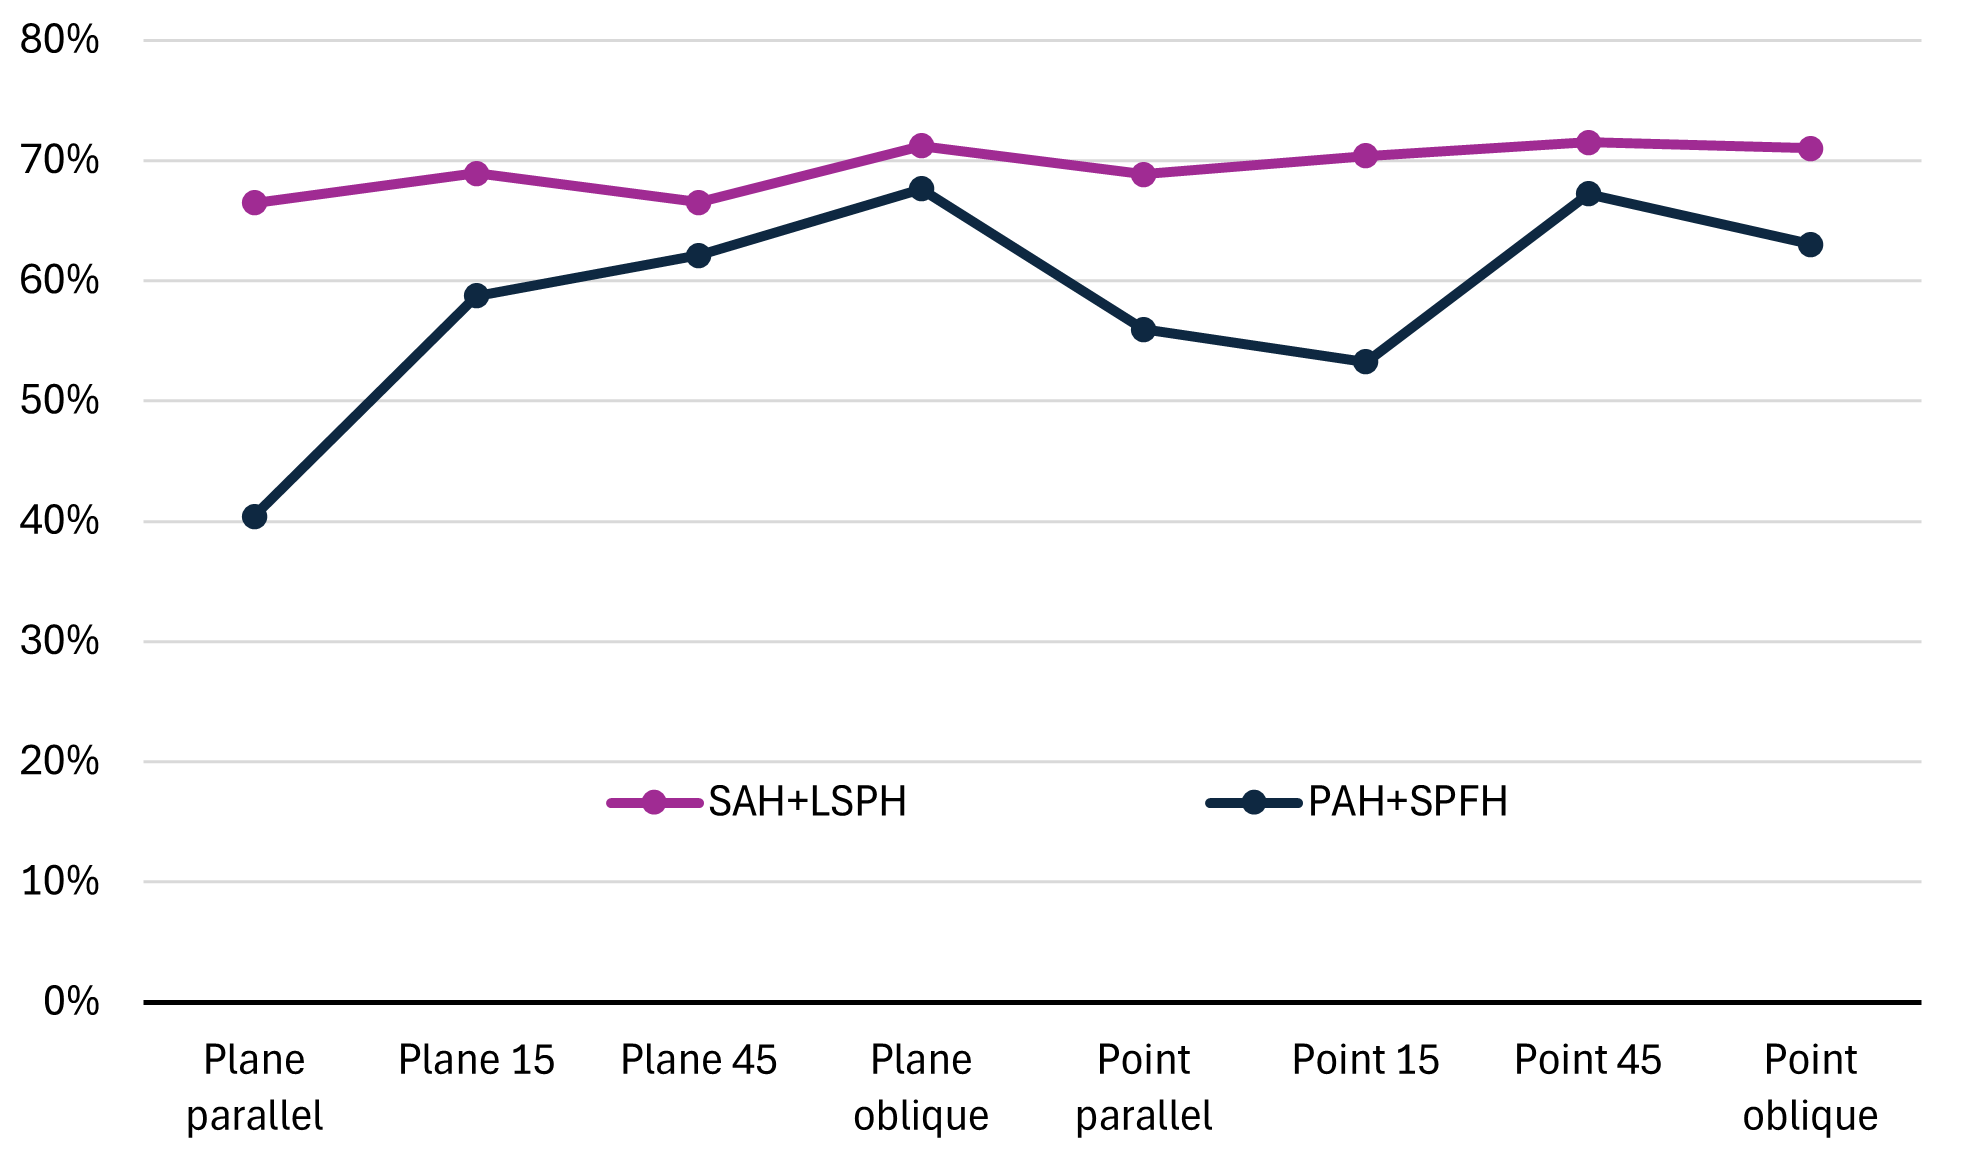 80%
70%
60%
50%
40%
30%
20%
SAH+LSPH
PAH+SPFH
10%
0%
Plane parallel
Plane 15
Plane 45
Plane oblique
Point parallel
Point 15
Point 45
Point oblique